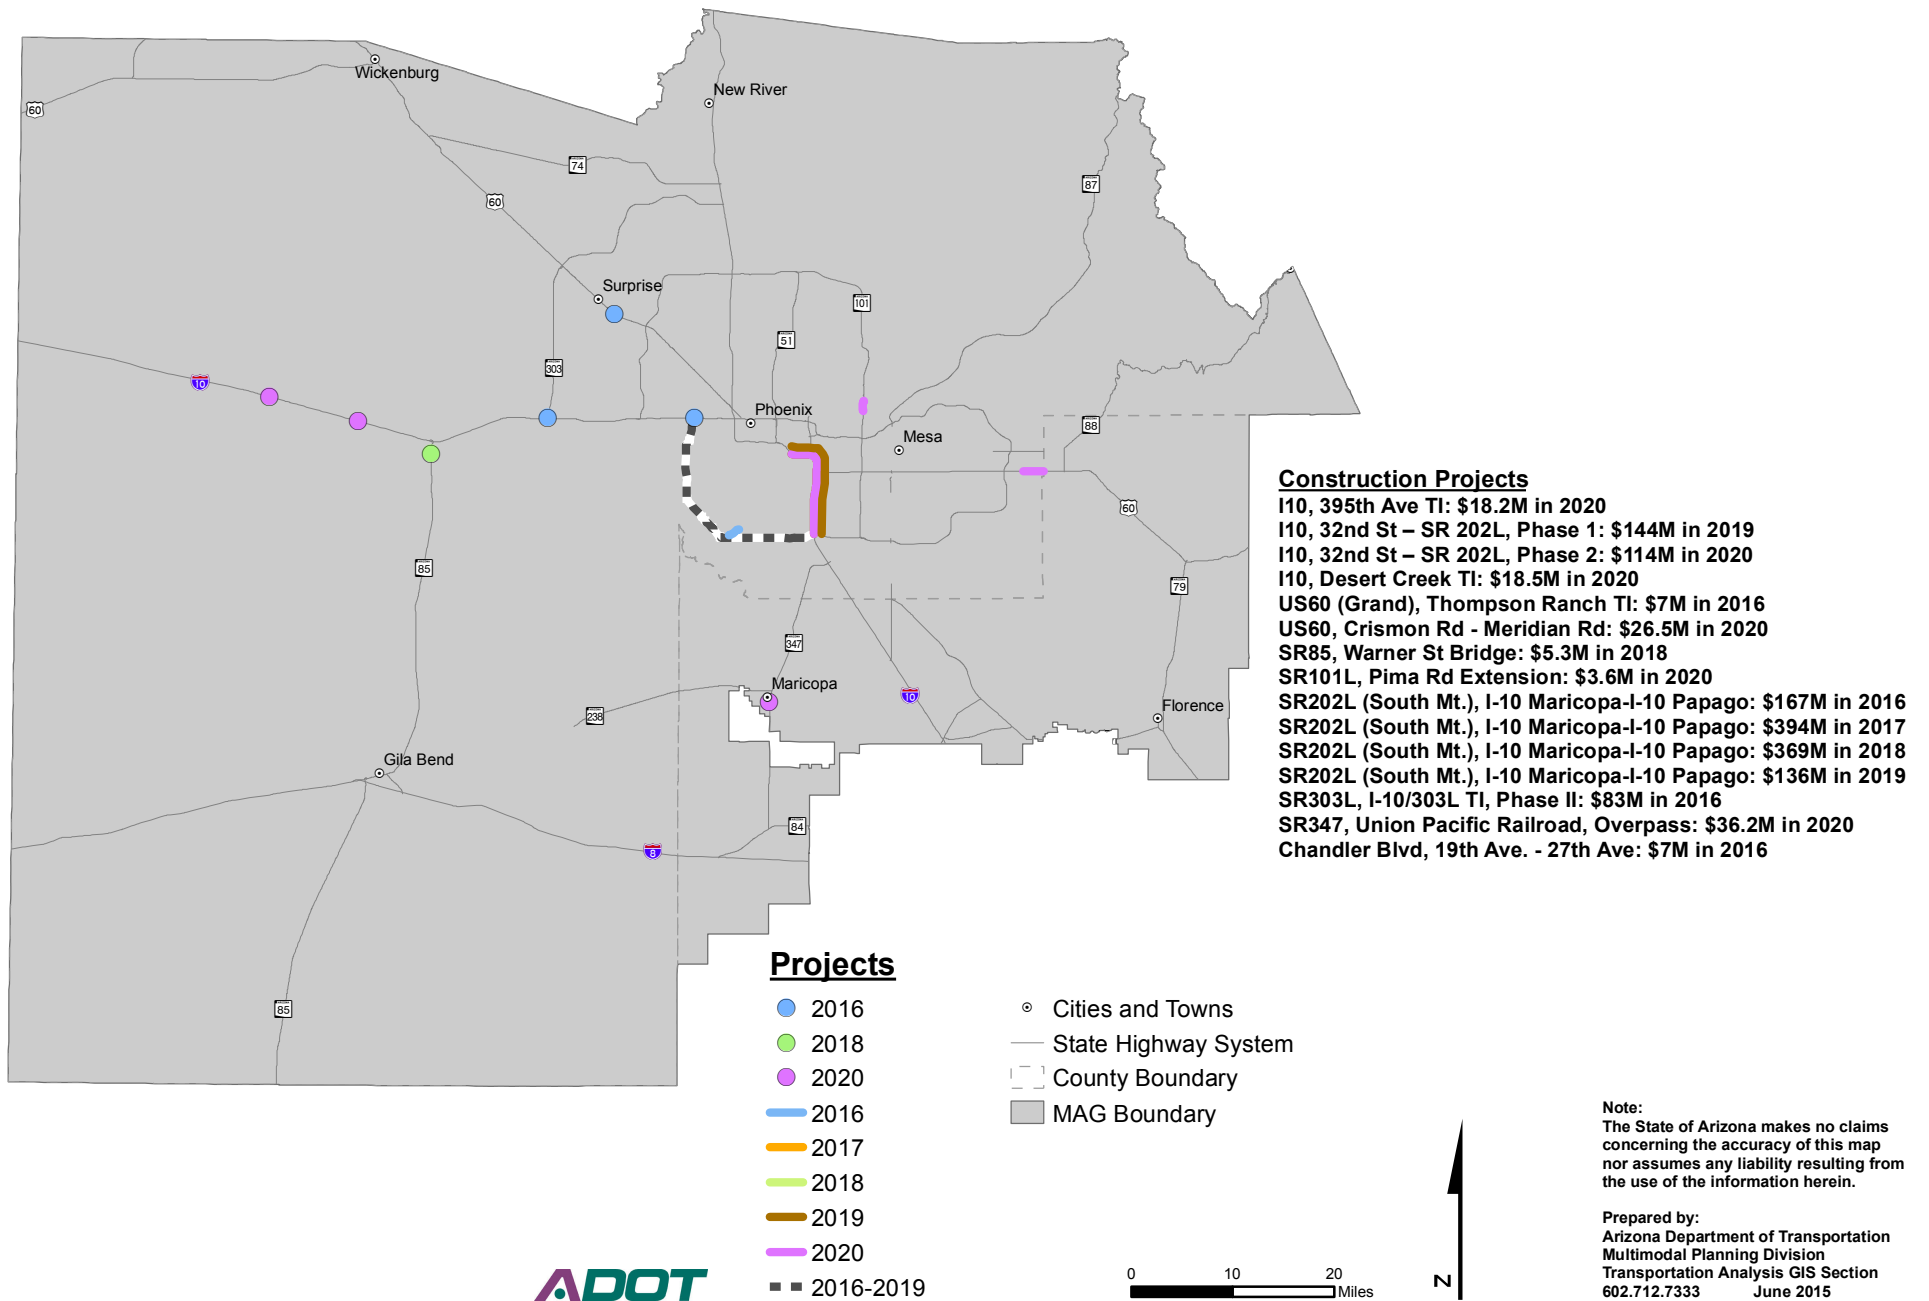 Wickenburg
60
New River
74
87
60
Surprise
101
51
303
10
Phoenix
88
Mesa
60
85
79
347
Maricopa
10
238
Florence
Gila Bend
84
8
85
Construction Projects
I10, 395th Ave TI: $18.2M in 2020
I10, 32nd St – SR 202L, Phase 1: $144M in 2019
I10, 32nd St – SR 202L, Phase 2: $114M in 2020
I10, Desert Creek TI: $18.5M in 2020
US60 (Grand), Thompson Ranch TI: $7M in 2016
US60, Crismon Rd - Meridian Rd: $26.5M in 2020
SR85, Warner St Bridge: $5.3M in 2018
SR101L, Pima Rd Extension: $3.6M in 2020
SR202L (South Mt.), I-10 Maricopa-I-10 Papago: $167M in 2016
SR202L (South Mt.), I-10 Maricopa-I-10 Papago: $394M in 2017
SR202L (South Mt.), I-10 Maricopa-I-10 Papago: $369M in 2018
SR202L (South Mt.), I-10 Maricopa-I-10 Papago: $136M in 2019
SR303L, I-10/303L TI, Phase II: $83M in 2016
SR347, Union Pacific Railroad, Overpass: $36.2M in 2020
Chandler Blvd, 19th Ave. - 27th Ave: $7M in 2016
Projects
2016
2018
2020
2016
2017
2018
2019
2020
2016-2019
Cities and Towns
State Highway System
County Boundary
MAG Boundary
ADOT
0 10 20
Miles
N
Note:
The State of Arizona makes no claims
concerning the accuracy of this map
nor assumes any liability resulting from
the use of the information herein.
Prepared by:
Arizona Department of Transportation
Multimodal Planning Division
Transportation Analysis GIS Section
602.712.7333 June 2015